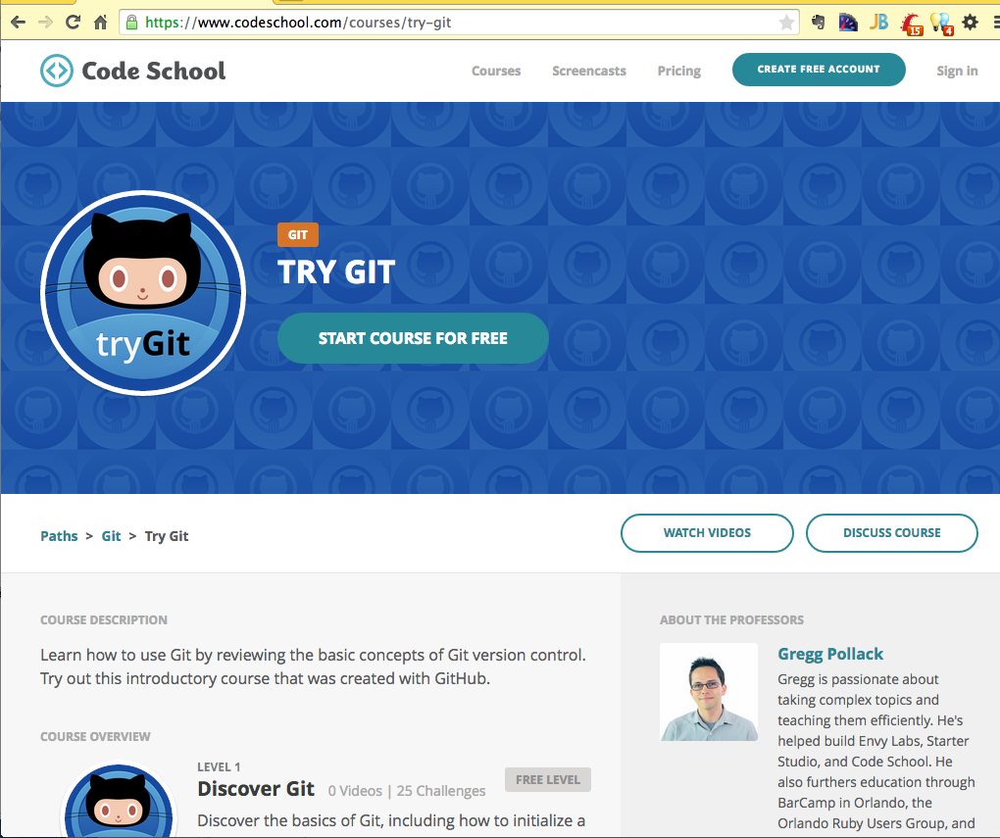 https://www.codeschool.com/courses/try-git
JB
15
4
Code School
Courses
Screencasts
Pricing
CREATE FREE ACCOUNT
Sign in
tryGit
GIT
TRY GIT
START COURSE FOR FREE
Paths > Git > Try Git
WATCH VIDEOS
DISCUSS COURSE
COURSE DESCRIPTION
Learn how to use Git by reviewing the basic concepts of Git version control.
Try out this introductory course that was created with GitHub.
COURSE OVERVIEW
LEVEL 1
Discover Git 0 Videos | 25 Challenges
FREE LEVEL
Discover the basics of Git, including how to initialize a
ABOUT THE PROFESSORS
Gregg Pollack
Gregg is passionate about
taking complex topics and
teaching them efficiently. He's
helped build Envy Labs, Starter
Studio, and Code School. He
also furthers education through
BarCamp in Orlando, the
Orlando Ruby Users Group, and